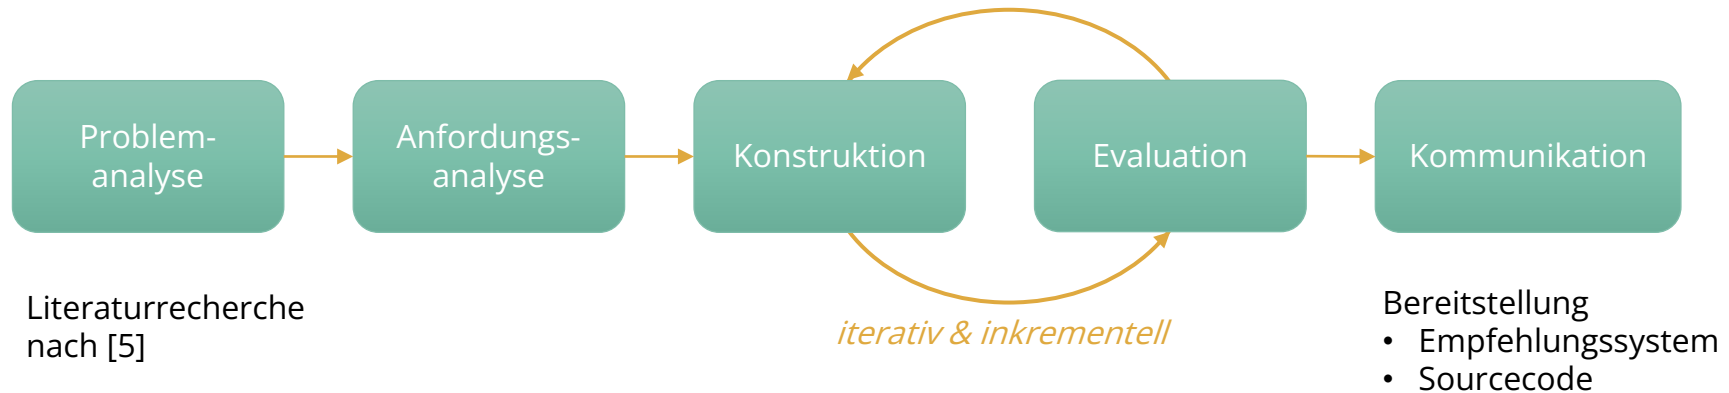 Problem-
analyse
Anfordungs-
analyse
Konstruktion
Evaluation
Kommunikation
Literaturrecherche
nach [5]
iterativ & inkrementell
Bereitstellung
• Empfehlungssystem
• Sourcecode